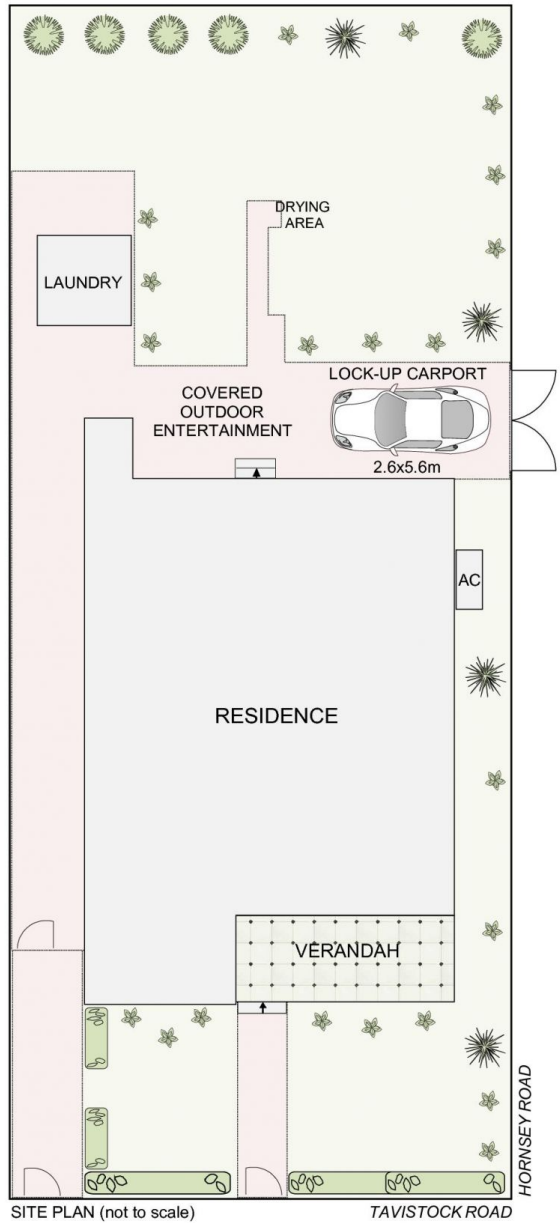 DRYING
AREA
LAUNDRY
LOCK-UP CARPORT
COVERED
OUTDOOR
ENTERTAINMENT
2.6x5.6m
AC
RESIDENCE
VERANDAH
HORNSEY ROAD
SITE PLAN (not to scale)
TAVISTOCK ROAD